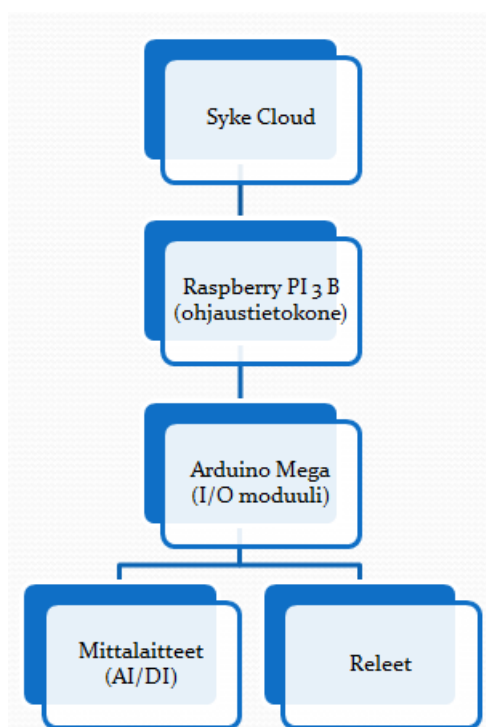 Syke Cloud
Raspberry PI 3 B
(ohjaustietokone)
Arduino Mega
(I/O moduuli)
Mittalaitteet
(AI/DI)
Releet